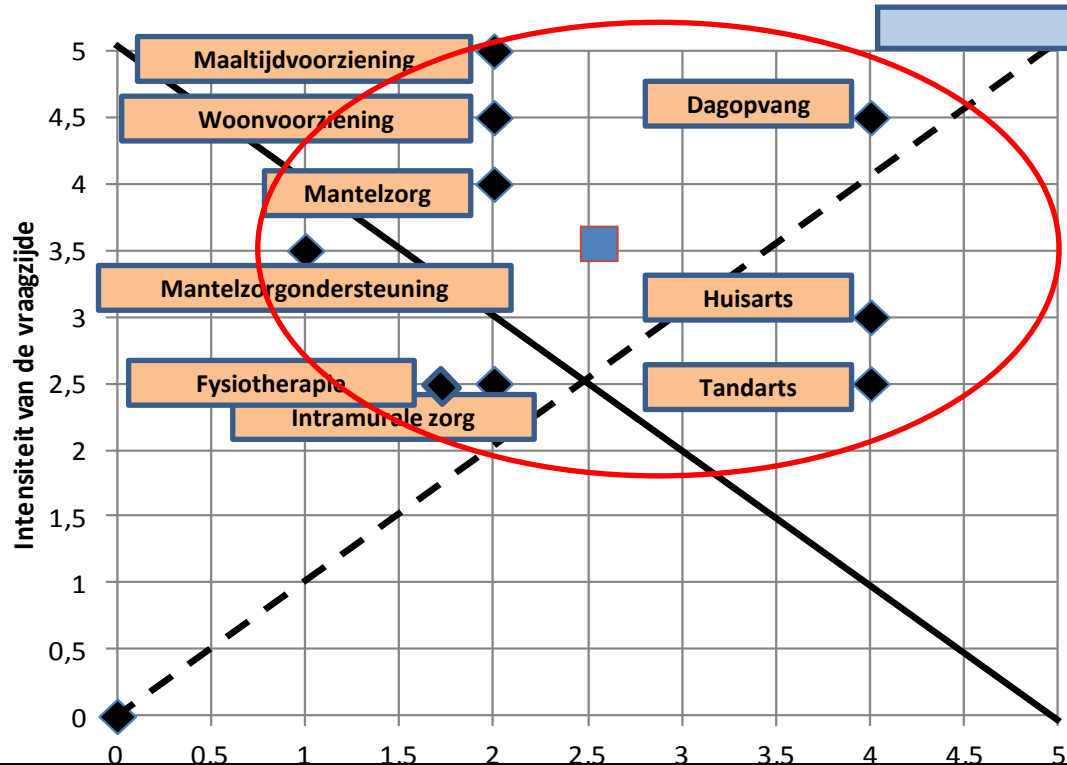 5
Maaltijdvoorziening
Dagopvang
4,5
Woonvoorziening
4
Mantelzorg
3,5
Mantelzorgondersteuning
Huisarts
3
2,5
Fysiotherapie
Tandarts
Intramurale zorg
2
1,5
1
0,5
0
Intensiteit van de vraagzijde
0 0,5 1 1,5 2 2,5 3 3,5 4 4,5 5